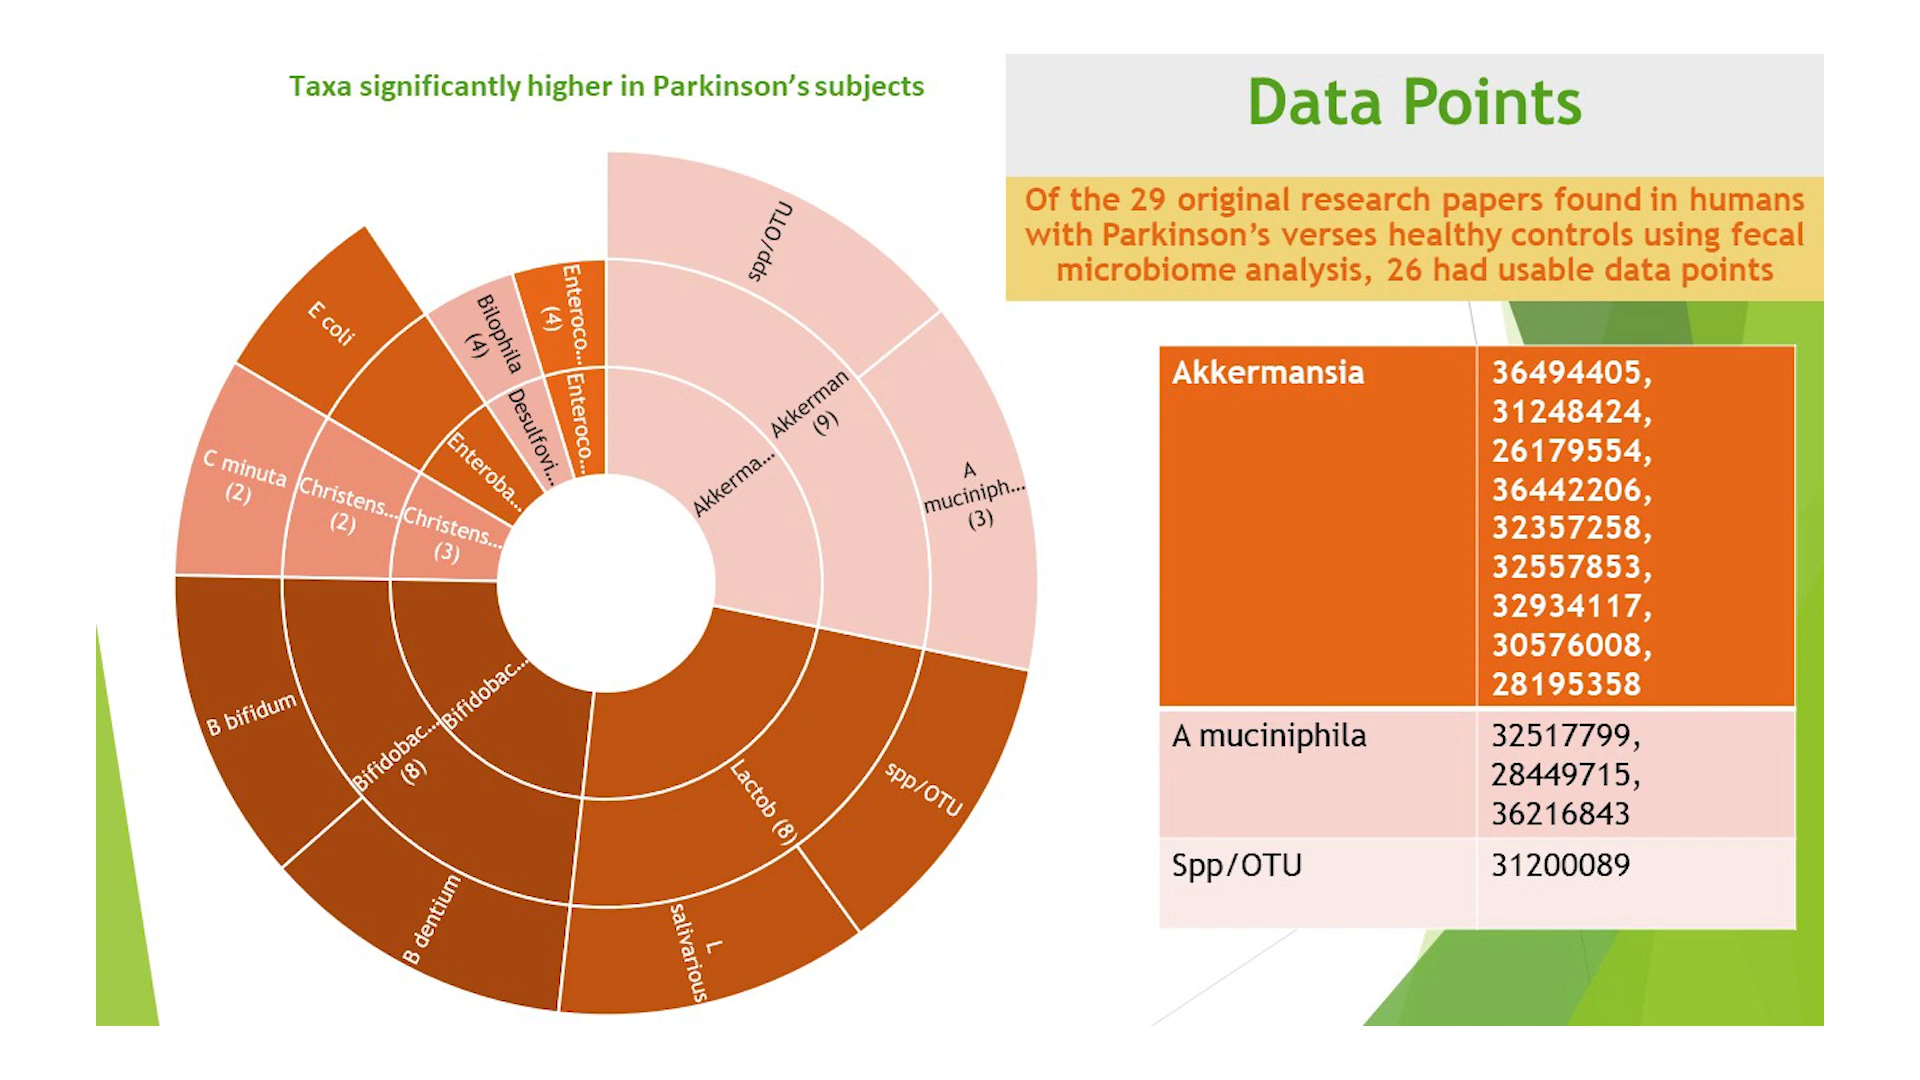 Taxa significantly higher in Parkinson's subjects
spp/OTU
Akkerman
(9)
Akkerma...
A
muciniph...
(3)
spp/OTU
Lactob (8)
L
salivarious
B dentium
B bifidum
Bifidobac...
(8)
Bifidobac...
C minuta
(2)
Christens...
(2)
Christens...
(3)
E coli
Enteroba...
Bilophila
(4)
Desulfovi...
Enteroco...
(4)
Enteroco...
Data Points
Of the 29 original research papers found in humans
with Parkinson's verses healthy controls using fecal
microbiome analysis, 26 had usable data points
Akkermansia
36494405,
31248424,
26179554,
36442206,
32357258,
32557853,
32934117,
30576008,
28195358
A muciniphila
32517799,
28449715,
36216843
Spp/OTU
31200089